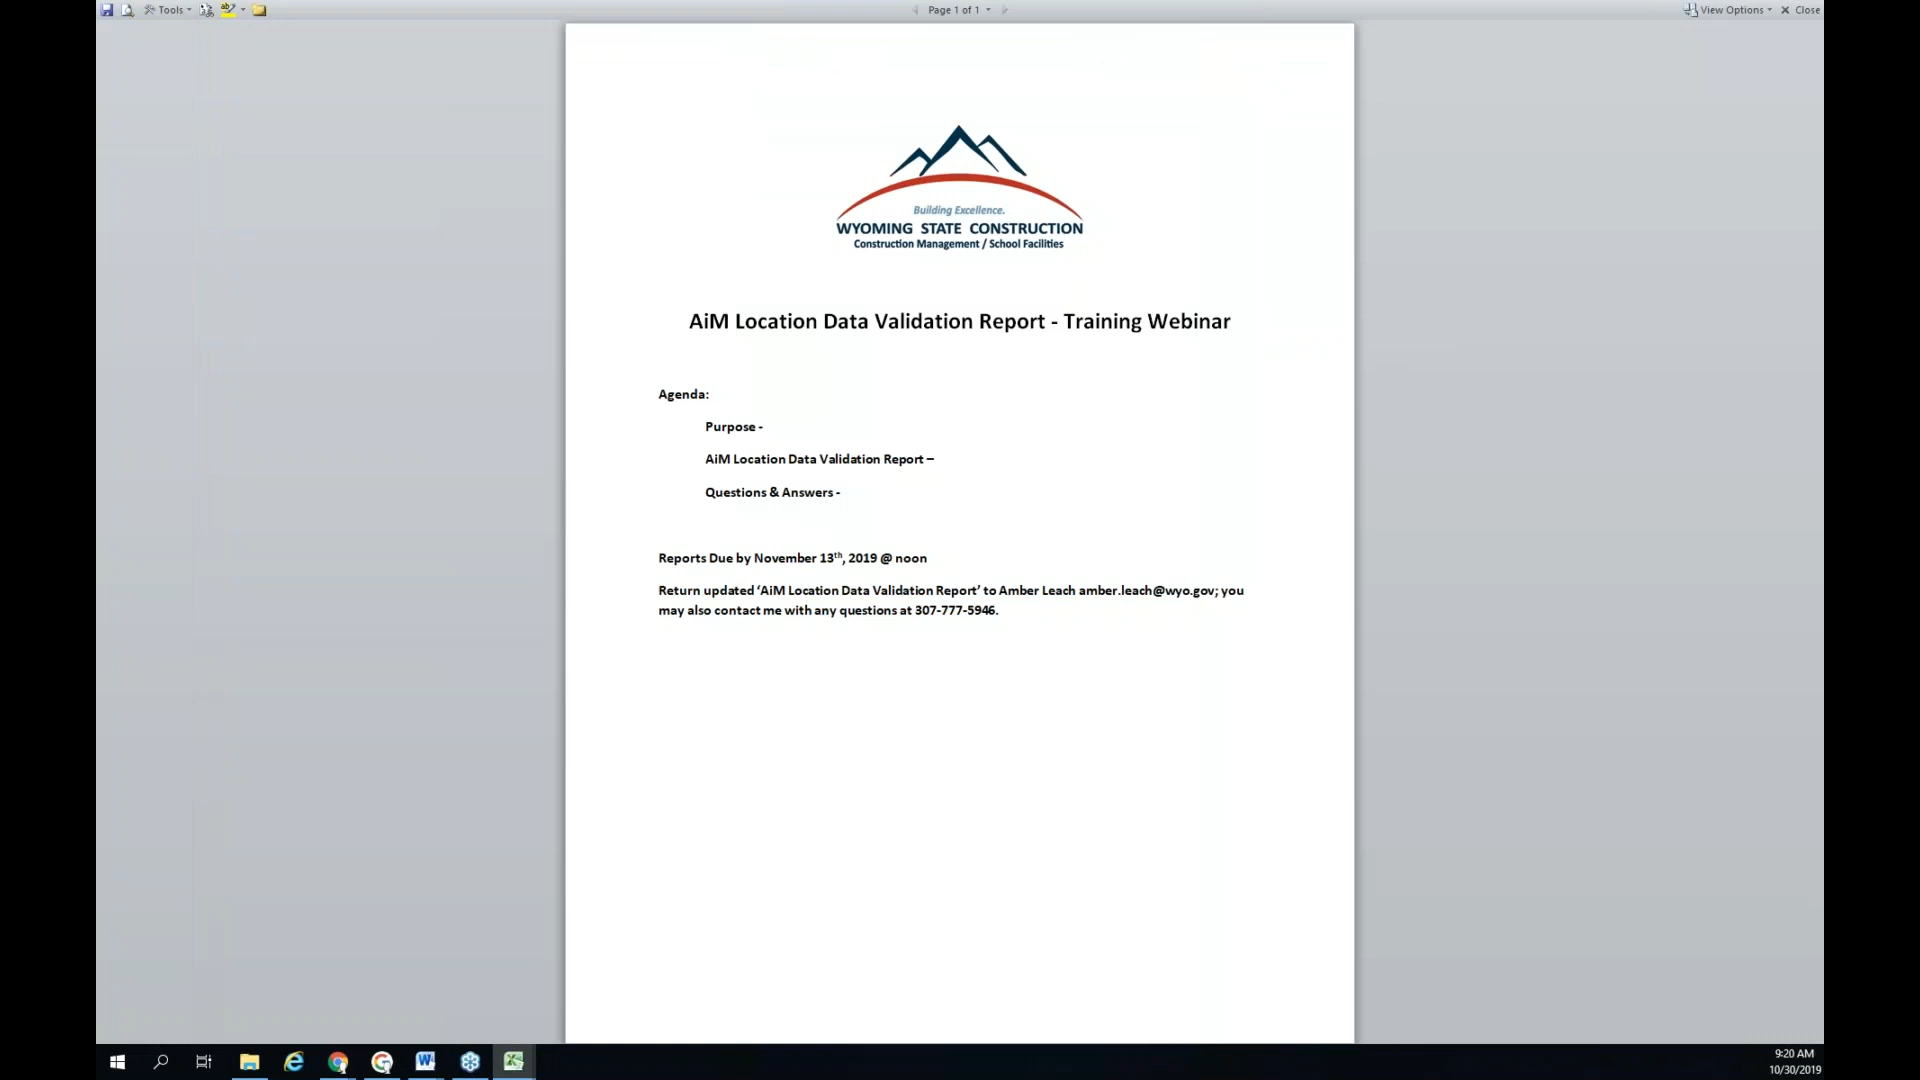 Tools
Page 1 of 1
View Options
Close
Building Excellence.
WYOMING STATE CONSTRUCTION
Construction Management / School Facilities
AiM Location Data Validation Report - Training Webinar
Agenda:
Purpose -
AiM Location Data Validation Report –
Questions & Answers -
Reports Due by November 13th, 2019 @ noon
Return updated ‘AiM Location Data Validation Report’ to Amber Leach amber.leach@wyo.gov; you
may also contact me with any questions at 307-777-5946.
9:20 AM
10/30/2019